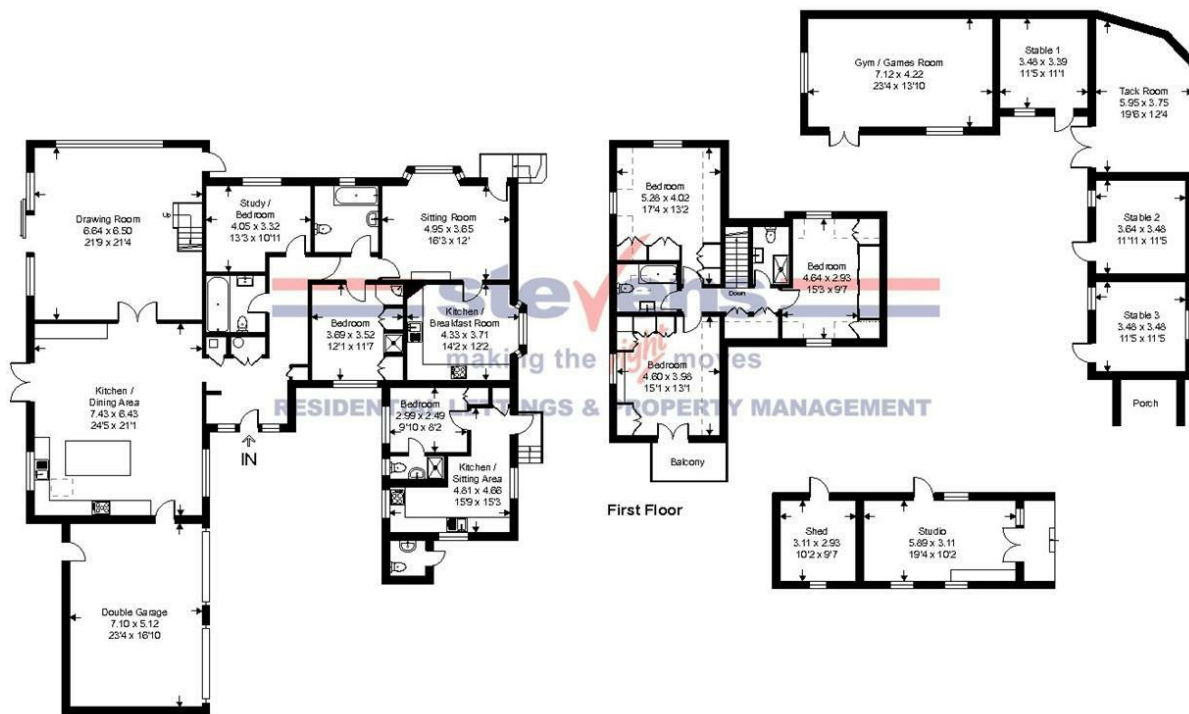 Gym / Games Room
7.12 x 4.22
23'4 x 13'10
Stable 1
3.48 x 3.39
11'5 x 11'1
Tack Room
5.95 x 3.75
19'6 x 12'4
Drawing Room
6.64 x 6.50
21'9 x 21'4
Study /
Bedroom
4.05 x 3.32
13'3 x 10'11
Sitting Room
4.95 x 3.65
16'3 x 12'
Bedroom
5.28 x 4.02
17'4 x 13'2
Bedroom
4.64 x 2.93
15'3 x 9'7
Stable 2
3.64 x 3.48
11'11 x 11'5
Down
stevens
making the right moves
RESIDENTIAL LETTINGS & PROPERTY MANAGEMENT
Bedroom
3.69 x 3.52
12'1 x 11'7
Kitchen /
Breakfast Room
4.33 x 3.71
14'2 x 12'2
Stable 3
3.48 x 3.48
11'5 x 11'5
Kitchen /
Dining Area
7.43 x 6.43
24'5 x 21'1
Bedroom
4.60 x 3.98
15'1 x 13'1
Bedroom
2.99 x 2.49
9'10 x 8'2
Porch
IN
Kitchen /
Sitting Area
4.81 x 4.66
15'9 x 15'3
Balcony
First Floor
Shed
3.11 x 2.93
10'2 x 9'7
Studio
5.89 x 3.11
19'4 x 10'2
Double Garage
7.10 x 5.12
23'4 x 16'10